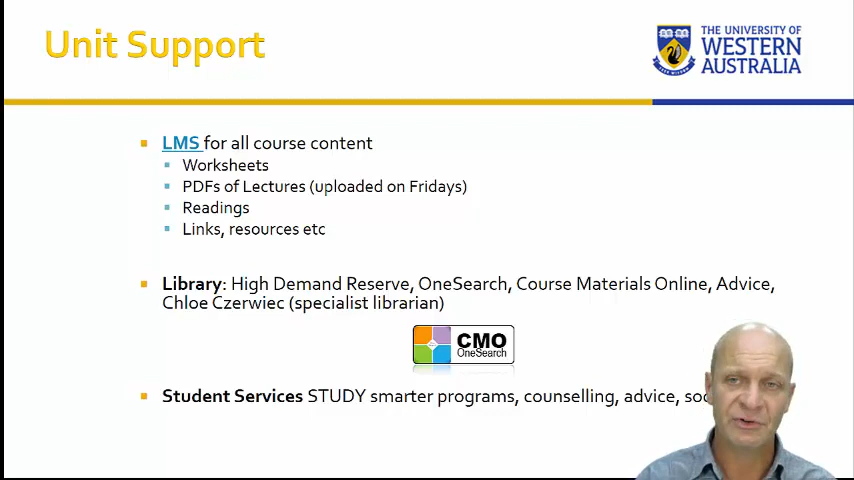 Unit Support
THE UNIVERSITY OF
WESTERN
AUSTRALIA
LMS for all course content
Worksheets
PDFs of Lectures (uploaded on Fridays)
Readings
Links, resources etc
Library: High Demand Reserve, OneSearch, Course Materials Online, Advice,
Chloe Czerwiec (specialist librarian)
CMO
OneSearch
Student Services STUDY smarter programs, counselling, advice,